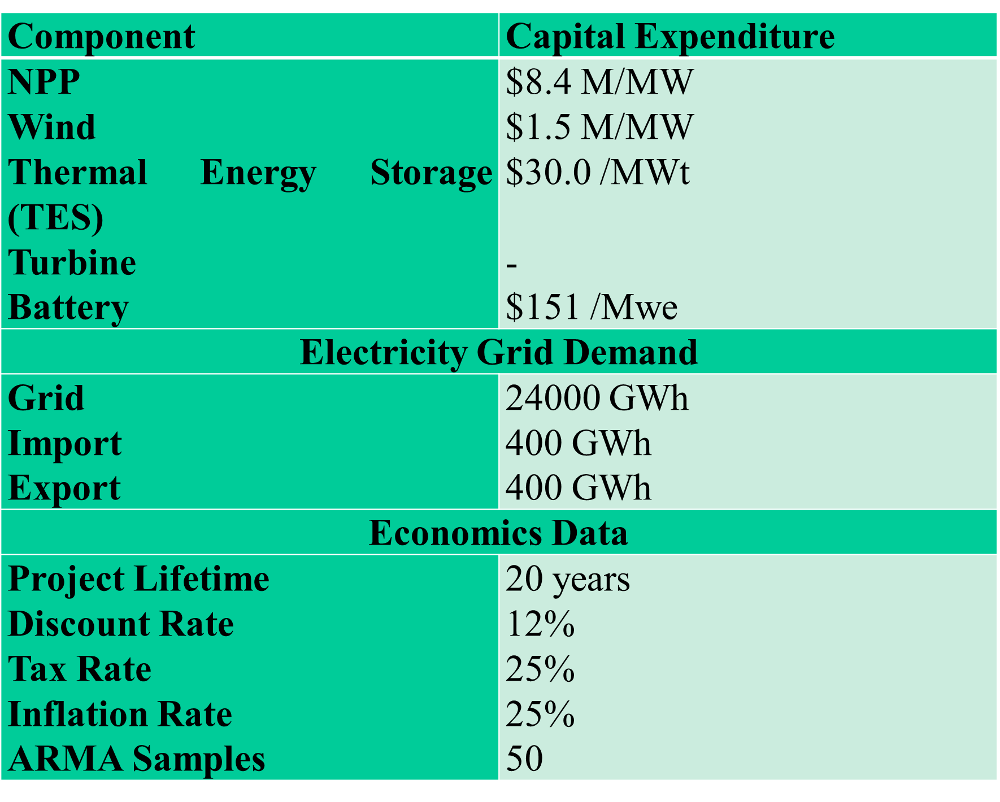 Component Capital Expenditure
NPP $8.4 M/MW
Wind $1.5 M/MW
Thermal Energy Storage $30.0 /MWt
(TES)
Turbine -
Battery $151 /Mwe
Electricity Grid Demand
Grid 24000 GWh
Import 400 GWh
Export 400 GWh
Economics Data
Project Lifetime 20 years
Discount Rate 12%
Tax Rate 25%
Inflation Rate 25%
ARMA Samples 50